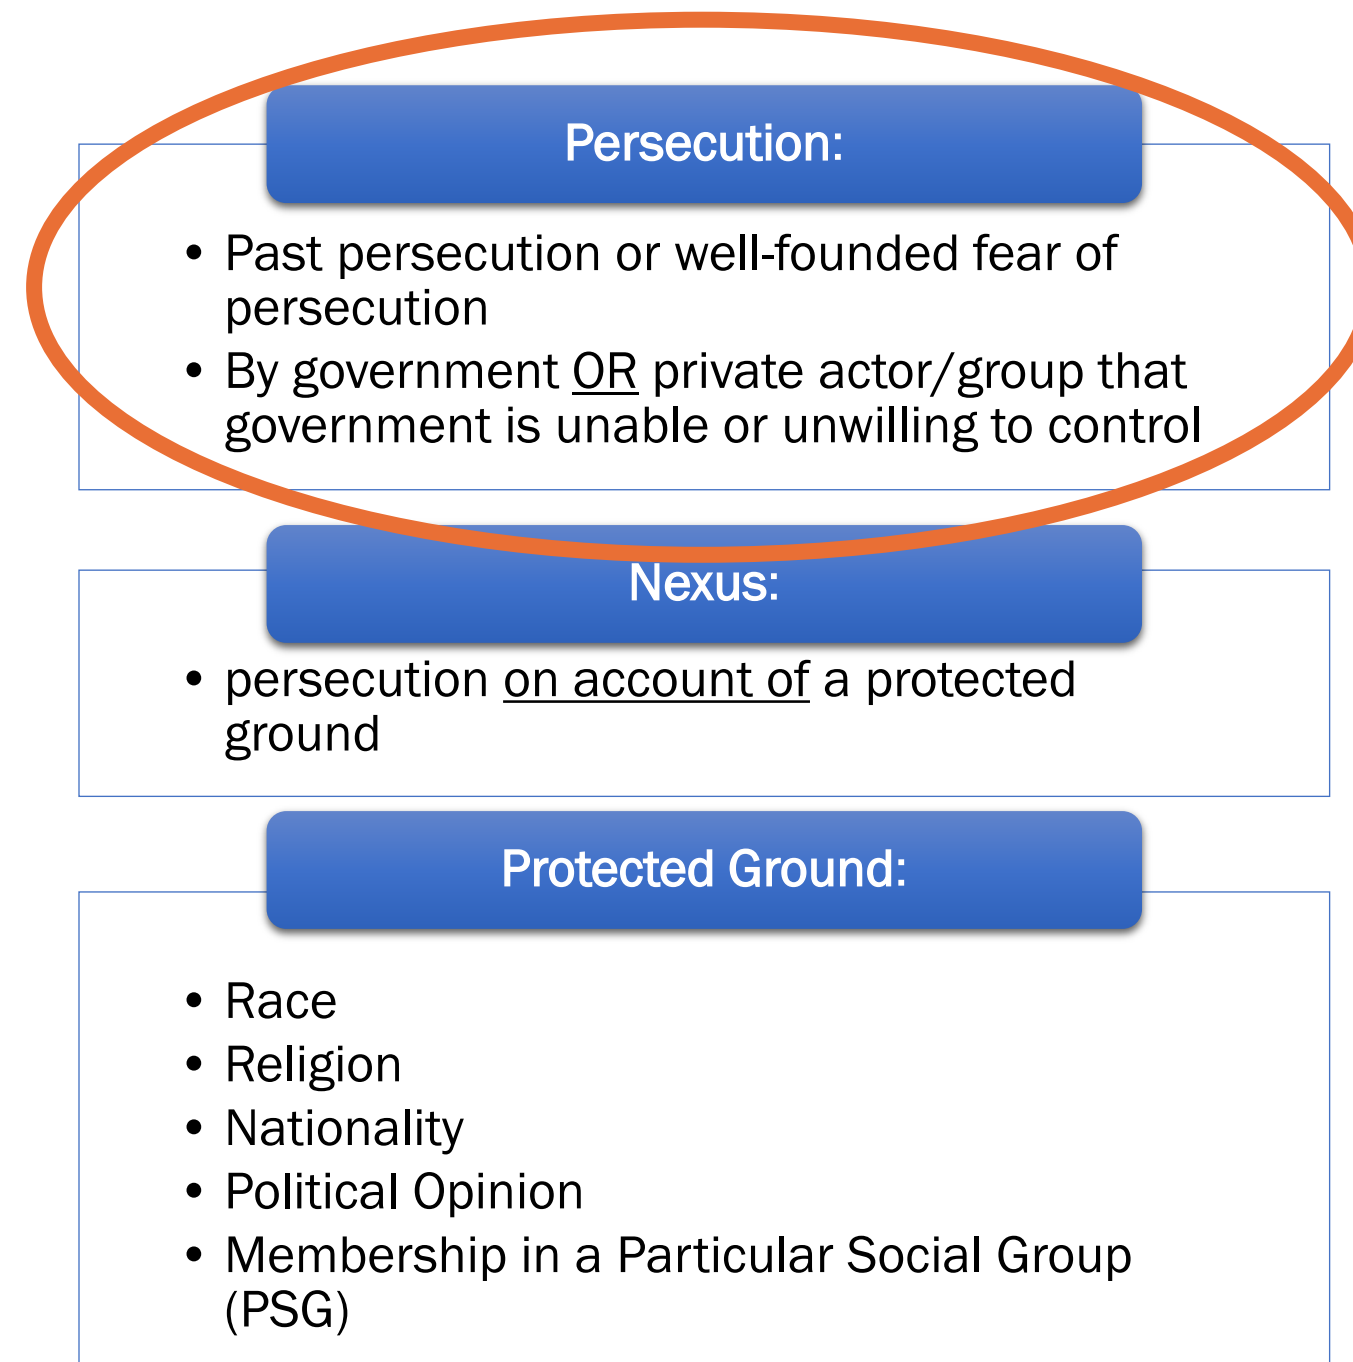 Persecution:
• Past persecution or well-founded fear of
persecution
• By government OR private actor/group that
government is unable or unwilling to control
Nexus:
• persecution on account of a protected
ground
Protected Ground:
• Race
• Religion
• Nationality
• Political Opinion
• Membership in a Particular Social Group
(PSG)